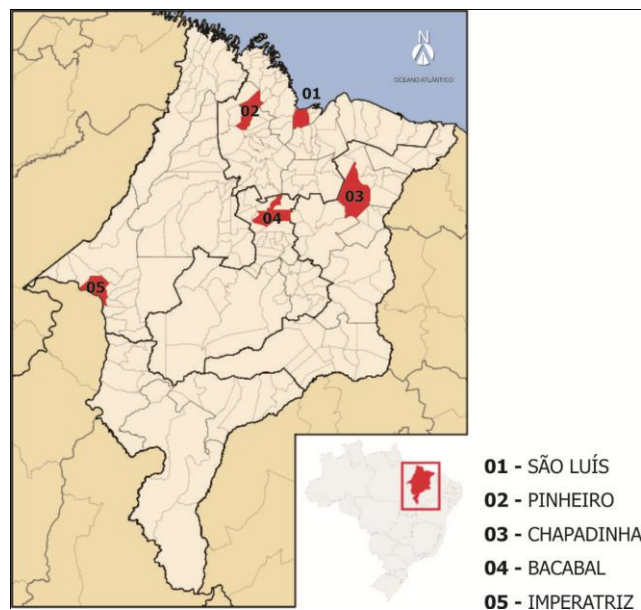 N
OCEANO ATLÂNTICO
01
02
03
04
05
01 - SÃO LUÍS
02 - PINHEIRO
03 - CHAPADINHA
04 - BACABAL
05 - IMPERATRIZ